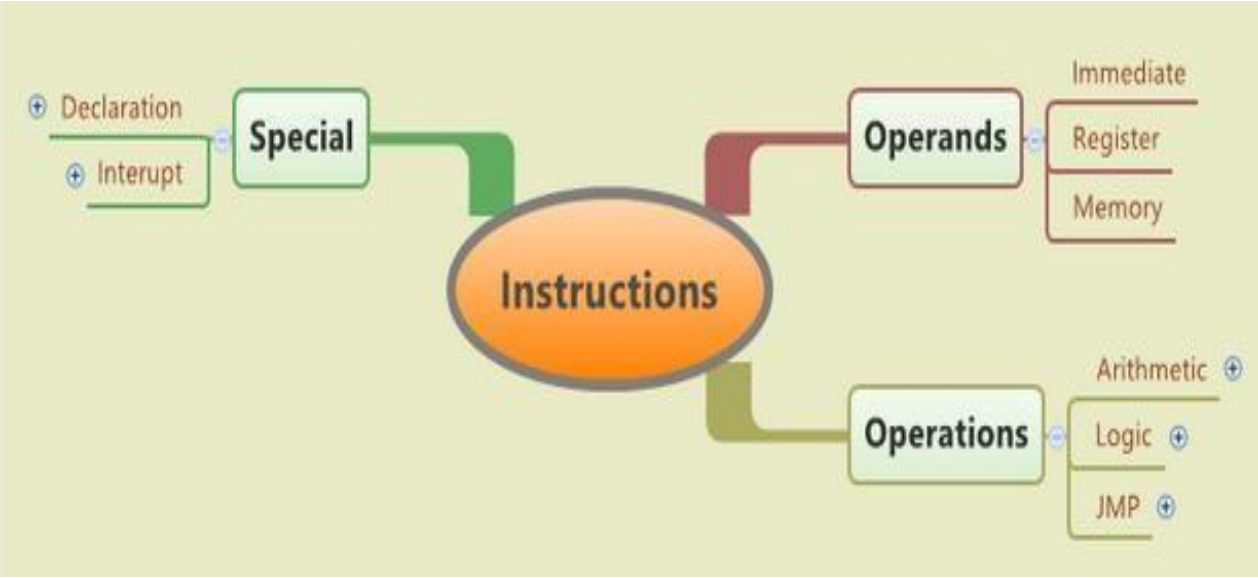 Instructions
Special
Declaration
Interupt
Operands
Immediate
Register
Memory
Operations
Arithmetic
Logic
JMP